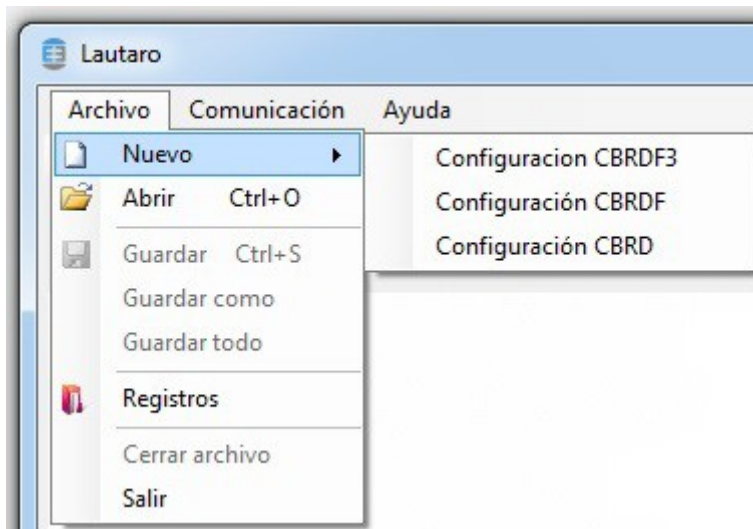 Lautaro
Archivo Comunicación Ayuda
Nuevo
Configuracion CBRDF3
Configuración CBRDF
Configuración CBRD
Abrir Ctrl+O
Guardar Ctrl+S
Guardar como
Guardar todo
Registros
Cerrar archivo
Salir